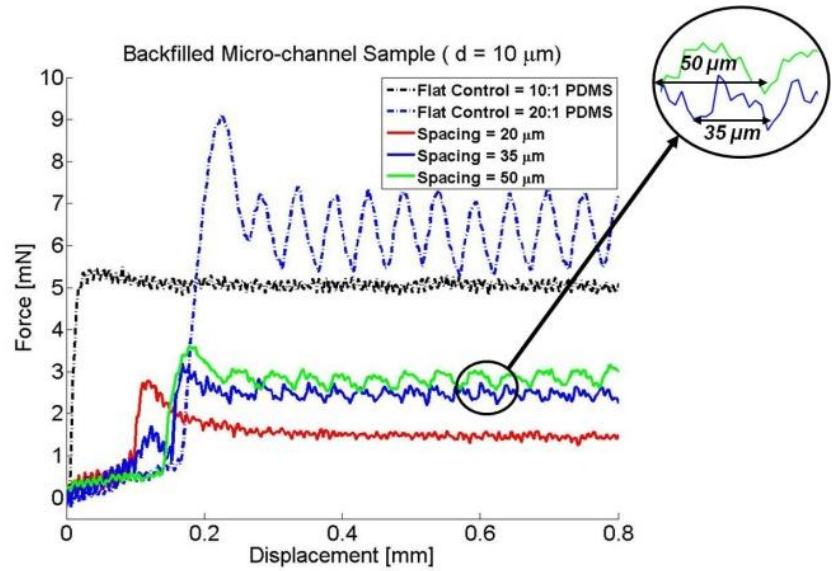 Backfilled Micro-channel Sample ( d = 10 μm)
Flat Control = 10:1 PDMS
Flat Control = 20:1 PDMS
Spacing = 20 μm
Spacing = 35 μm
Spacing = 50 μm
50 μm
35 μm
Force [mN]
10
9
8
7
6
5
4
3
2
1
0
0
0.2
0.4
0.6
0.8
Displacement [mm]